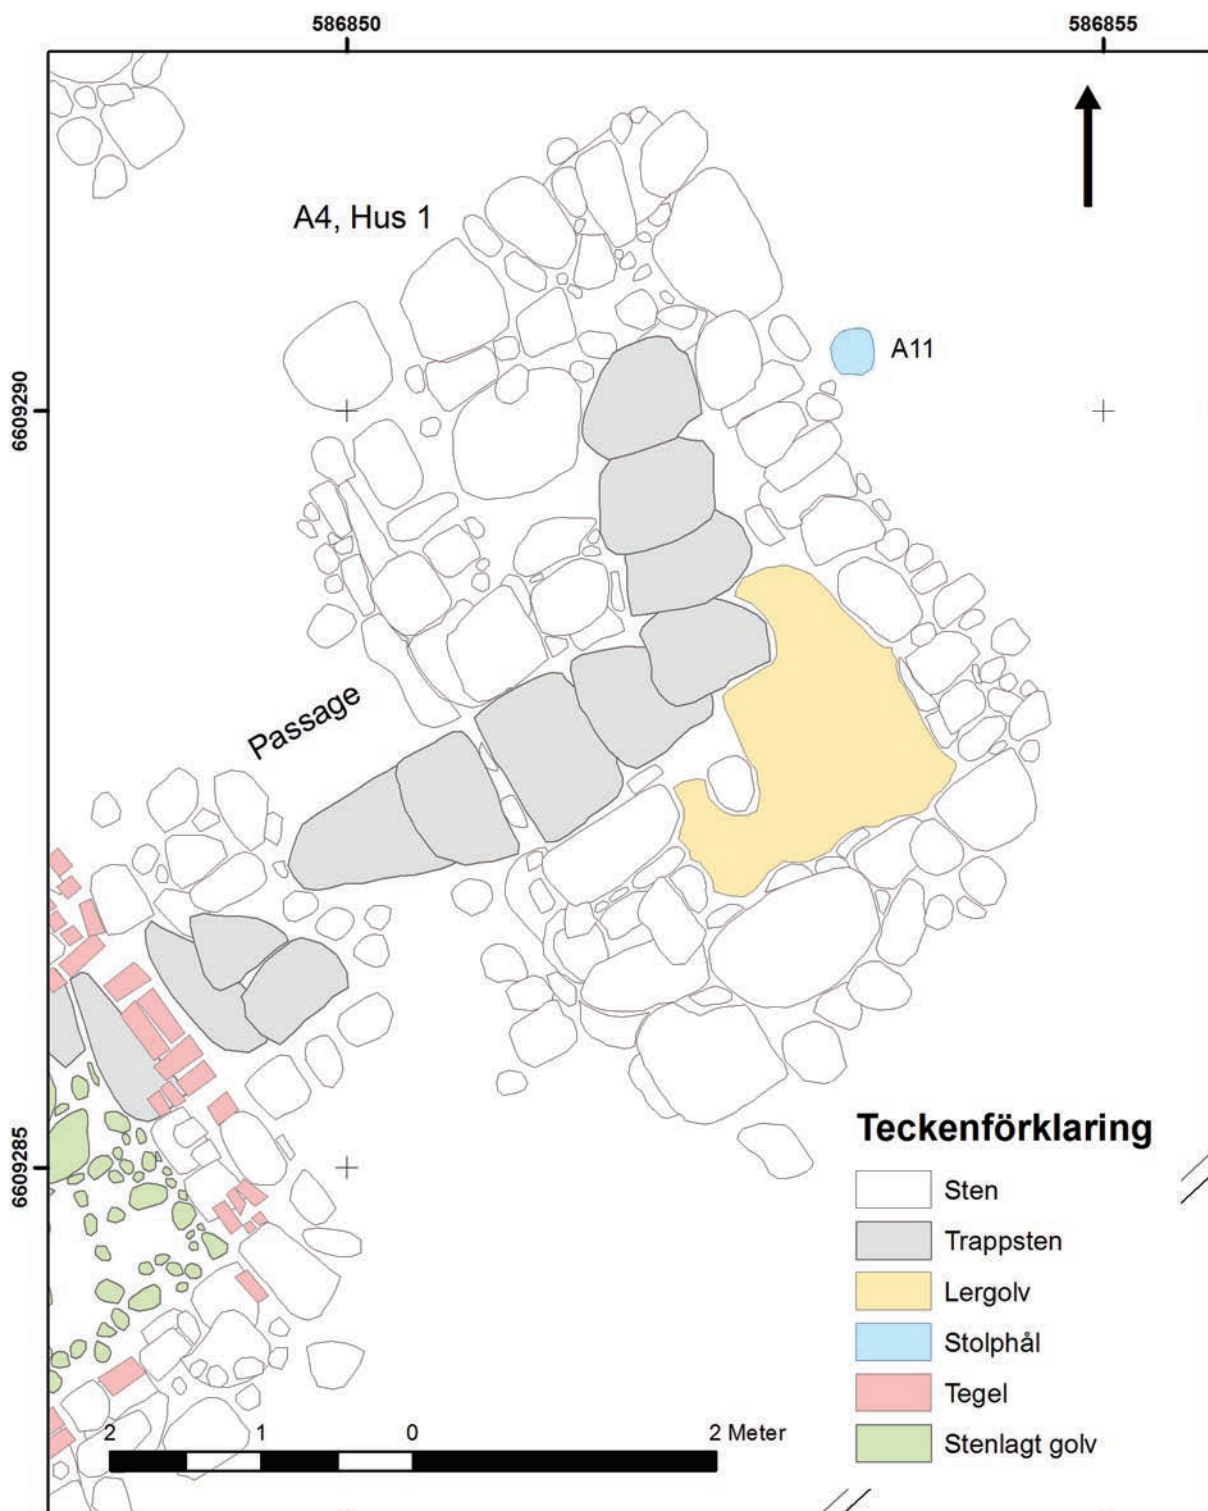 586850
586855
A4, Hus 1
A11
6609290
Passage
6609285
Teckenförklaring
Sten
Trappsten
Lergolv
Stolphål
Tegel
Stenlagt golv
2 1 0 2 Meter